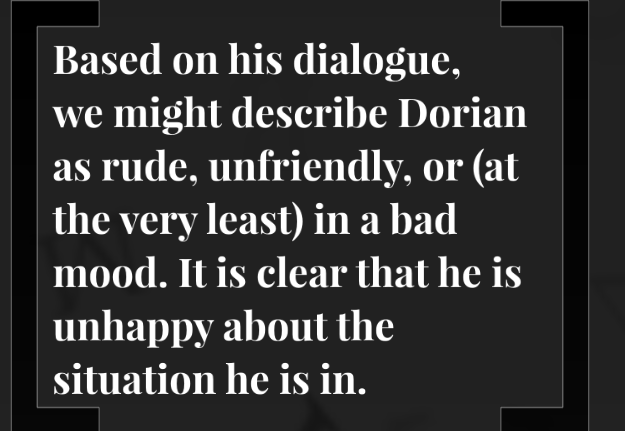 Based on his dialogue,
we might describe Dorian
as rude, unfriendly, or (at
the very least) in a bad
mood. It is clear that he is
unhappy about the
situation he is in.